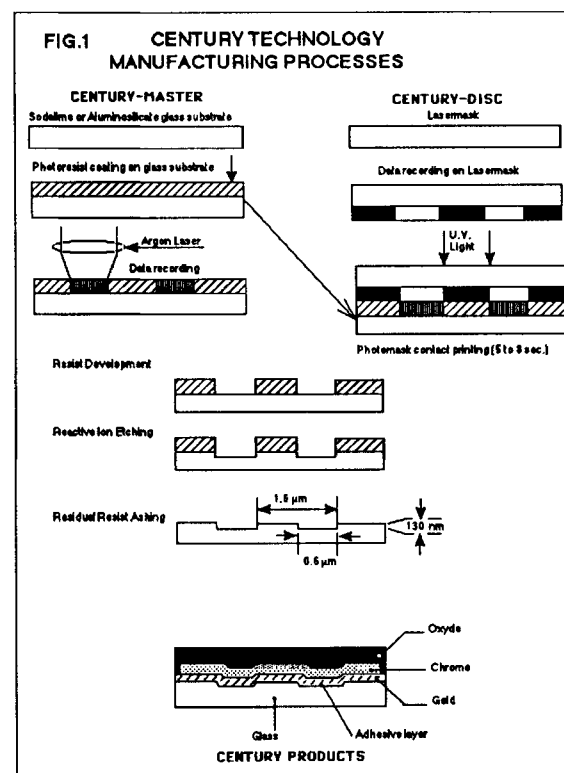 FIG.1 CENTURY TECHNOLOGY
MANUFACTURING PROCESSES
CENTURY-MASTER
Sodalime or Aluminosilicate glass substrate
Photoresist coating on glass substrate
Argon Laser
Data recording
CENTURY-DISC
Lasermask
Data recording on Lasermask
U.V.
Light
Photomask contact printing (5 to 8 sec.)
Resist Development
Reactive Ion Etching
Residual Resist Ashing
1.6 µm
130 nm
0.6 µm
Oxyde
Chrome
Gold
Glass
Adhesive layer
CENTURY PRODUCTS